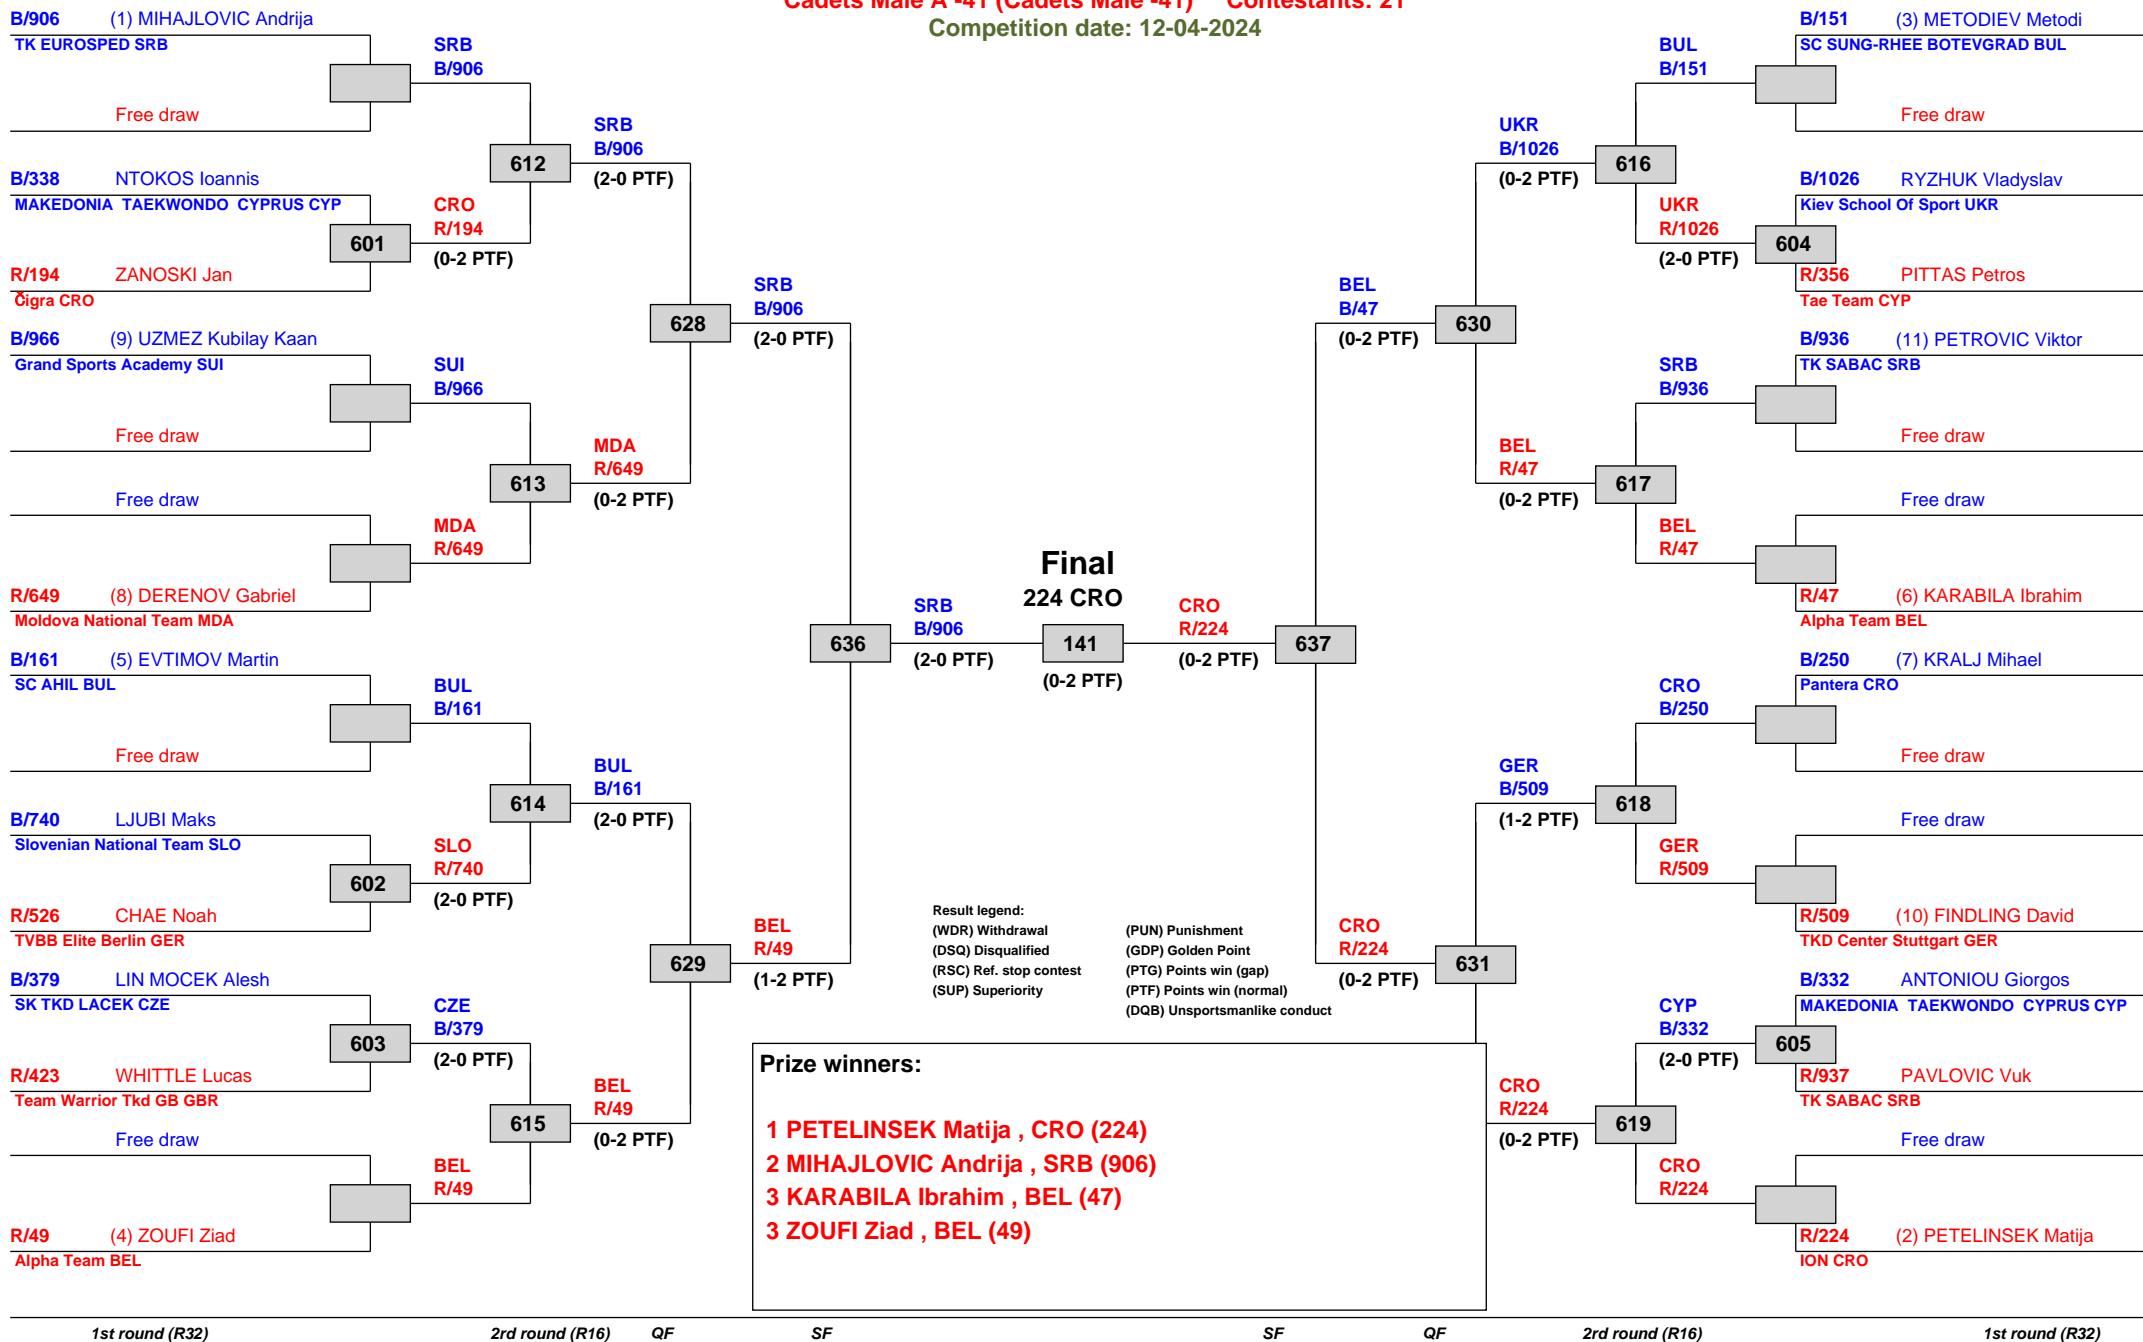 Cadets Male A -41 (Cadets Male -41) Contestants: 21
Competition date: 12-04-2024
B/906 (1) MIHAJLOVIC Andrija
TK EUROSPED SRB
Free draw
B/338 NTOKOS Ioannis
MAKEDONIA TAEKWONDO CYPRUS CYP
601
R/194 ZANOSKI Jan
Čigra CRO
B/966 (9) UZMEZ Kubilay Kaan
Grand Sports Academy SUI
Free draw
Free draw
R/649 (8) DERENOV Gabriel
Moldova National Team MDA
B/161 (5) EVTIMOV Martin
SC AHIL BUL
Free draw
B/740 LJUBI Maks
Slovenian National Team SLO
602
R/526 CHAE Noah
TVBB Elite Berlin GER
B/379 LIN MOCEK Alesh
SK TKD LACEK CZE
603
R/423 WHITTLE Lucas
Team Warrior Tkd GB GBR
Free draw
R/49 (4) ZOUFI Ziad
Alpha Team BEL
SRB
B/906
612
CRO
R/194
(0-2 PTF)
SUI
B/966
613
MDA
R/649
BUL
B/161
614
SLO
R/740
(2-0 PTF)
CZE
B/379
(2-0 PTF)
615
BEL
R/49
SRB
B/906
(2-0 PTF)
628
MDA
R/649
(0-2 PTF)
BUL
B/161
(2-0 PTF)
629
BEL
R/49
(0-2 PTF)
SRB
B/906
(2-0 PTF)
636
BEL
R/49
(1-2 PTF)
SRB
B/906
(2-0 PTF)
Final
224 CRO
141
(0-2 PTF)
CRO
R/224
(0-2 PTF)
637
BEL
B/47
(0-2 PTF)
CRO
R/224
(0-2 PTF)
630
631
UKR
B/1026
(0-2 PTF)
BEL
R/47
(0-2 PTF)
GER
B/509
(1-2 PTF)
CRO
R/224
(0-2 PTF)
616
617
618
619
BUL
B/151
UKR
R/1026
(2-0 PTF)
SRB
B/936
BEL
R/47
CRO
B/250
GER
R/509
CYP
B/332
(2-0 PTF)
CRO
R/224
B/151 (3) METODIEV Metodi
SC SUNG-RHEE BOTEVGRAD BUL
Free draw
B/1026 RYZHUK Vladyslav
Kiev School Of Sport UKR
604
R/356 PITTAS Petros
Tae Team CYP
B/936 (11) PETROVIC Viktor
TK SABAC SRB
Free draw
Free draw
R/47 (6) KARABILA Ibrahim
Alpha Team BEL
B/250 (7) KRALJ Mihael
Pantera CRO
Free draw
Free draw
R/509 (10) FINDLING David
TKD Center Stuttgart GER
B/332 ANTONIOU Giorgos
MAKEDONIA TAEKWONDO CYPRUS CYP
605
R/937 PAVLOVIC Vuk
TK SABAC SRB
Free draw
R/224 (2) PETELINSEK Matija
ION CRO
Result legend:
(WDR) Withdrawal (PUN) Punishment
(DSQ) Disqualified (GDP) Golden Point
(RSC) Ref. stop contest (PTG) Points win (gap)
(SUP) Superiority (PTF) Points win (normal)
(DQB) Unsportsmanlike conduct
Prize winners:
1 PETELINSEK Matija , CRO (224)
2 MIHAJLOVIC Andrija , SRB (906)
3 KARABILA Ibrahim , BEL (47)
3 ZOUFI Ziad , BEL (49)
1st round (R32) 2rd round (R16) QF SF SF QF 2rd round (R16) 1st round (R32)